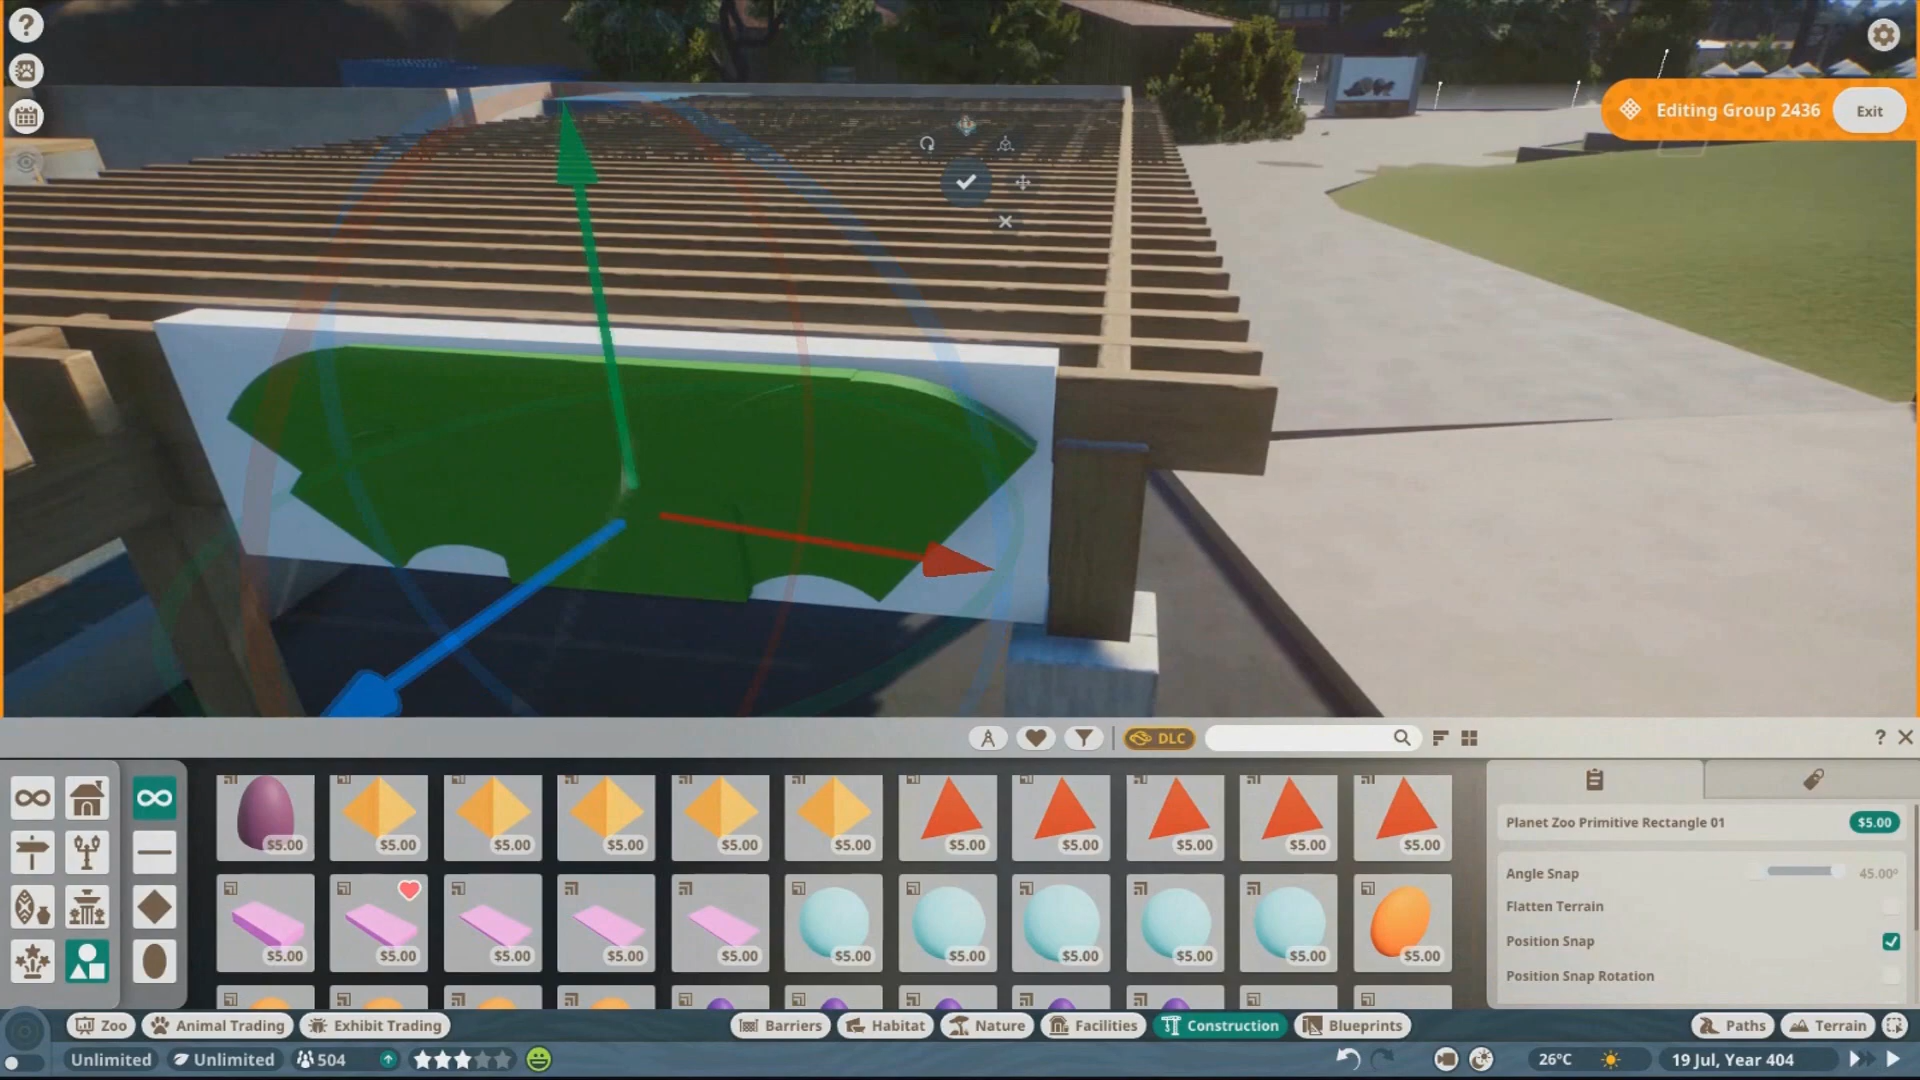 Editing Group 2436
Exit
DLC
$5.00 $5.00 $5.00 $5.00 $5.00 $5.00 $5.00 $5.00 $5.00 $5.00 $5.00
$5.00 $5.00 $5.00 $5.00 $5.00 $5.00 $5.00 $5.00 $5.00 $5.00 $5.00
Planet Zoo Primitive Rectangle 01 $5.00
Angle Snap 45.00°
Flatten Terrain
Position Snap
Position Snap Rotation
Zoo Animal Trading Exhibit Trading Barriers Habitat Nature Facilities Construction Blueprints Paths Terrain
Unlimited Unlimited 504 26°C 19 Jul, Year 404